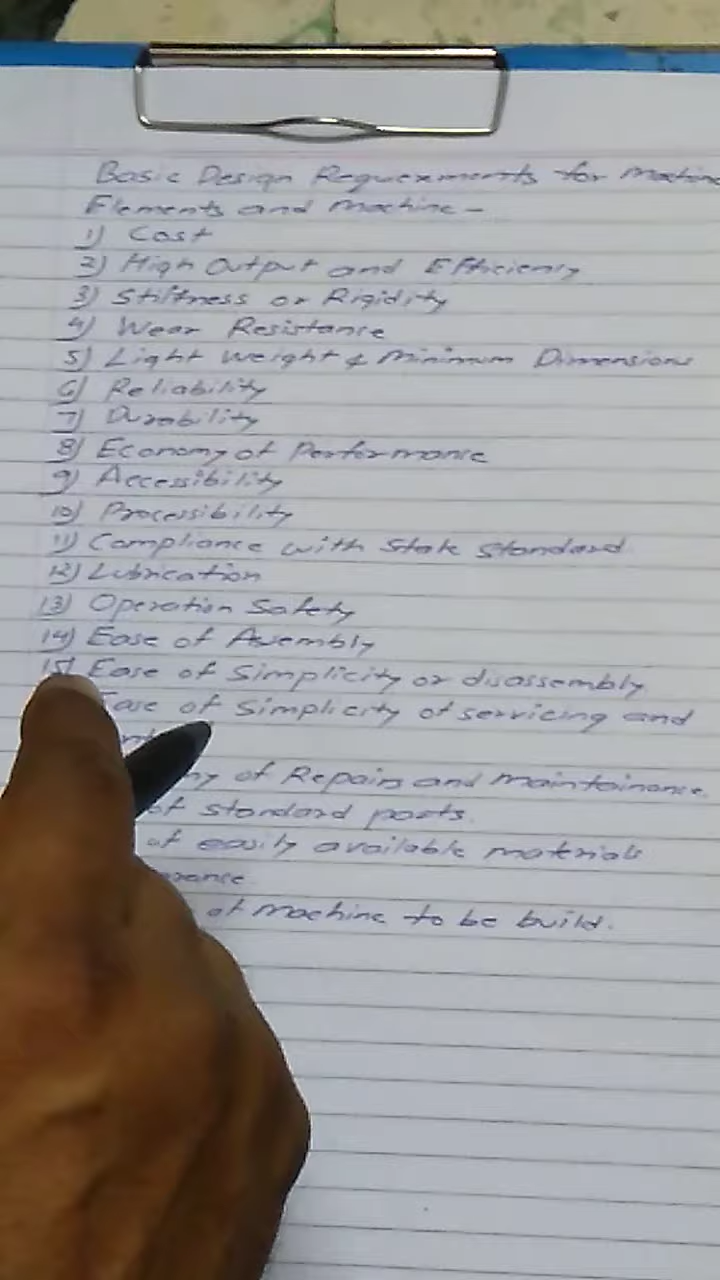 Basic Design Requirements for Machine
Elements and Machine -
1) Cost
2) High Output and Efficiency
3) Stiffness or Rigidity
4) Wear Resistance
5) Light Weight & Minimum Dimensions
6) Reliability
7) Durability
8) Economy of Performance
9) Accessibility
10) Processibility
11) Compliance with State Standard
12) Lubrication
13) Operation Safety
14) Ease of Assembly
15) Ease of Simplicity or disassembly
Ease of Simplicity of servicing and
of Repairs and maintainance.
of standard parts.
of easily available materials
of machine to be build.